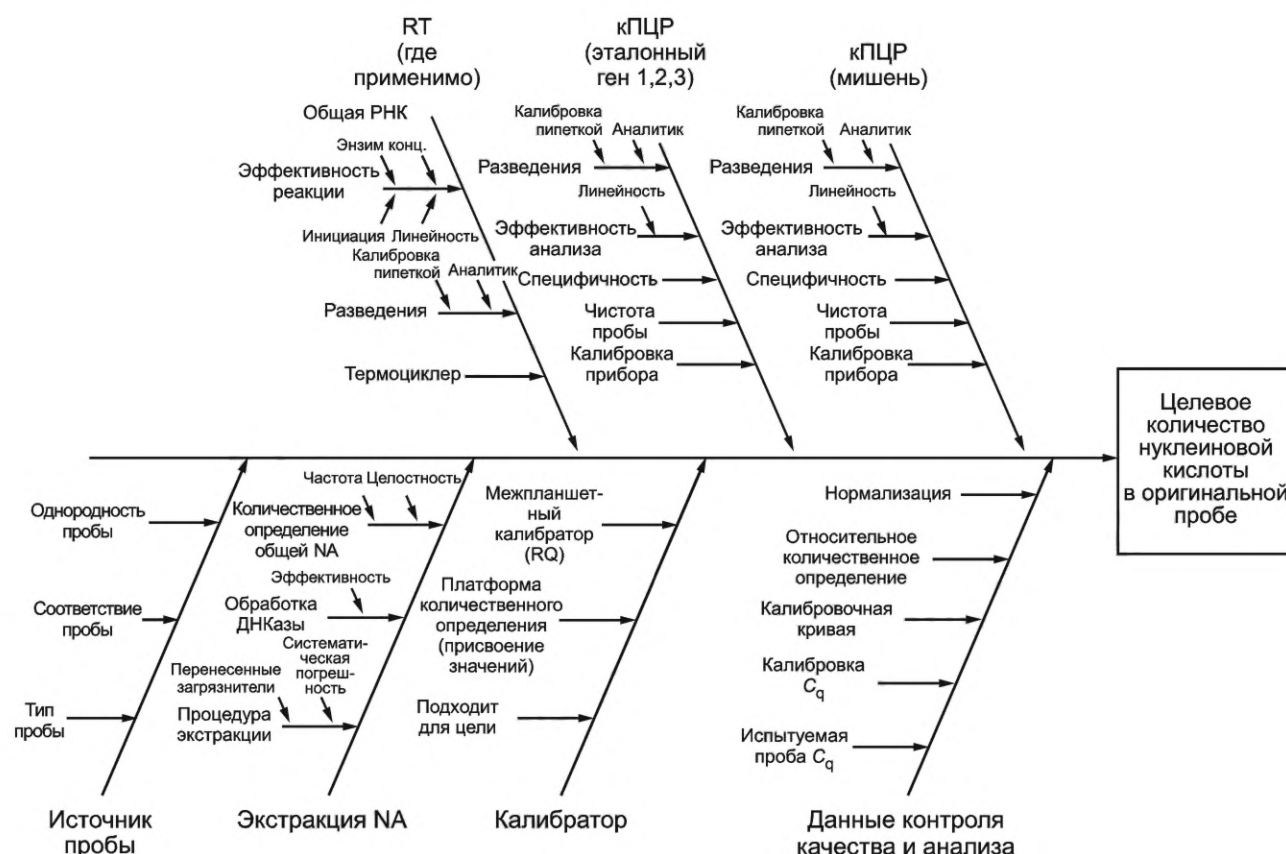 RT
(где
применимо)
Общая РНК
Энзим конц.
Эффективность
реакции
Инициация
Линейность
Калибровка
пипеткой
Аналитик
Разведения
Термоциклер
кПЦР
(эталонный
ген 1,2,3)
Калибровка
пипеткой
Аналитик
Разведения
Линейность
Эффективность
анализа
Специфичность
Чистота
пробы
Калибровка
прибора
кПЦР
(мишень)
Калибровка
пипеткой
Аналитик
Разведения
Линейность
Эффективность
анализа
Специфичность
Чистота
пробы
Калибровка
прибора
Целевое
количество
нуклеиновой
кислоты
в оригинальной
пробе
Однородность
пробы
Соответствие
пробы
Тип
пробы
Источник
пробы
Частота
Целостность
Количественное
определение
общей NA
Эффективность
Обработка
ДНКазы
Системати-
ческая
погреш-
ность
Перенесенные
загрязнители
Процедура
экстракции
Экстракция NA
Межпланшет-
ный
калибратор
(RQ)
Платформа
количественного
определения
(присвоение
значений)
Подходит
для цели
Калибратор
Нормализация
Относительное
количественное
определение
Калибровочная
кривая
Калибровка
Cq
Испытуемая
проба Cq
Данные контроля
качества и анализа